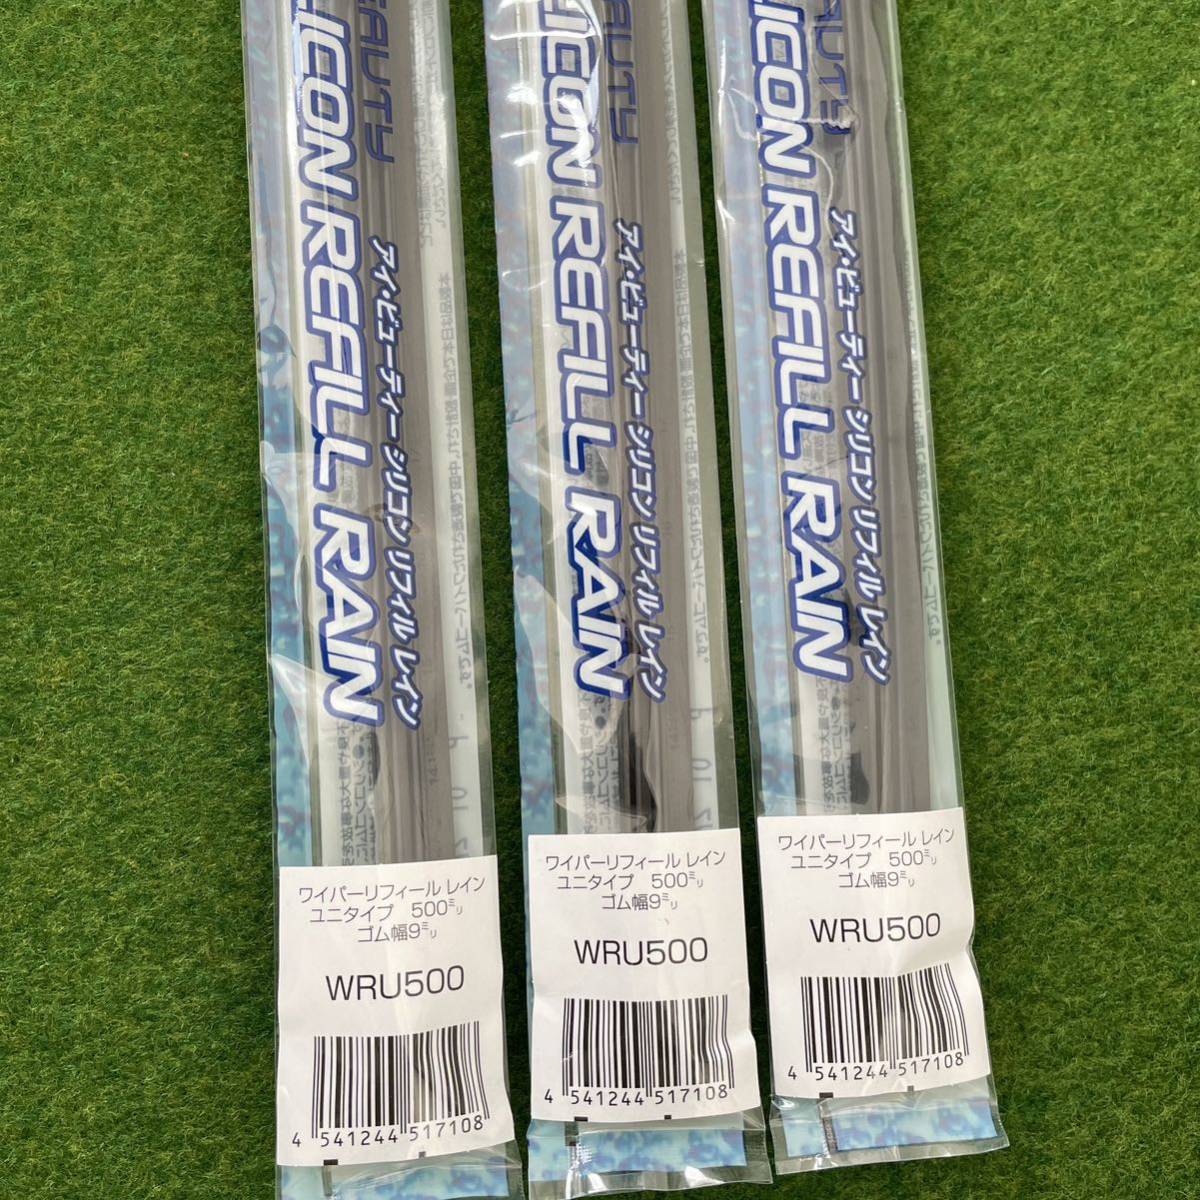 EAUTY
LICON REFILL RAIN
アイ・ビューティー シリコン リフィル レイン
ワイパーリフィール レイン
ユニタイプ 500ミリ
ゴム幅9ミリ
WRU500
4 541244 517108
AUTY
LICON REFILL RAIN
アイ・ビューティー シリコン リフィル レイン
ワイパーリフィール レイン
ユニタイプ 500ミリ
ゴム幅9ミリ
WRU500
4 541244 517108
AUTY
LICON REFILL RAIN
アイ・ビューティー シリコン リフィル レイン
ワイパーリフィール レイン
ユニタイプ 500ミリ
ゴム幅9ミリ
WRU500
4 541244 517108